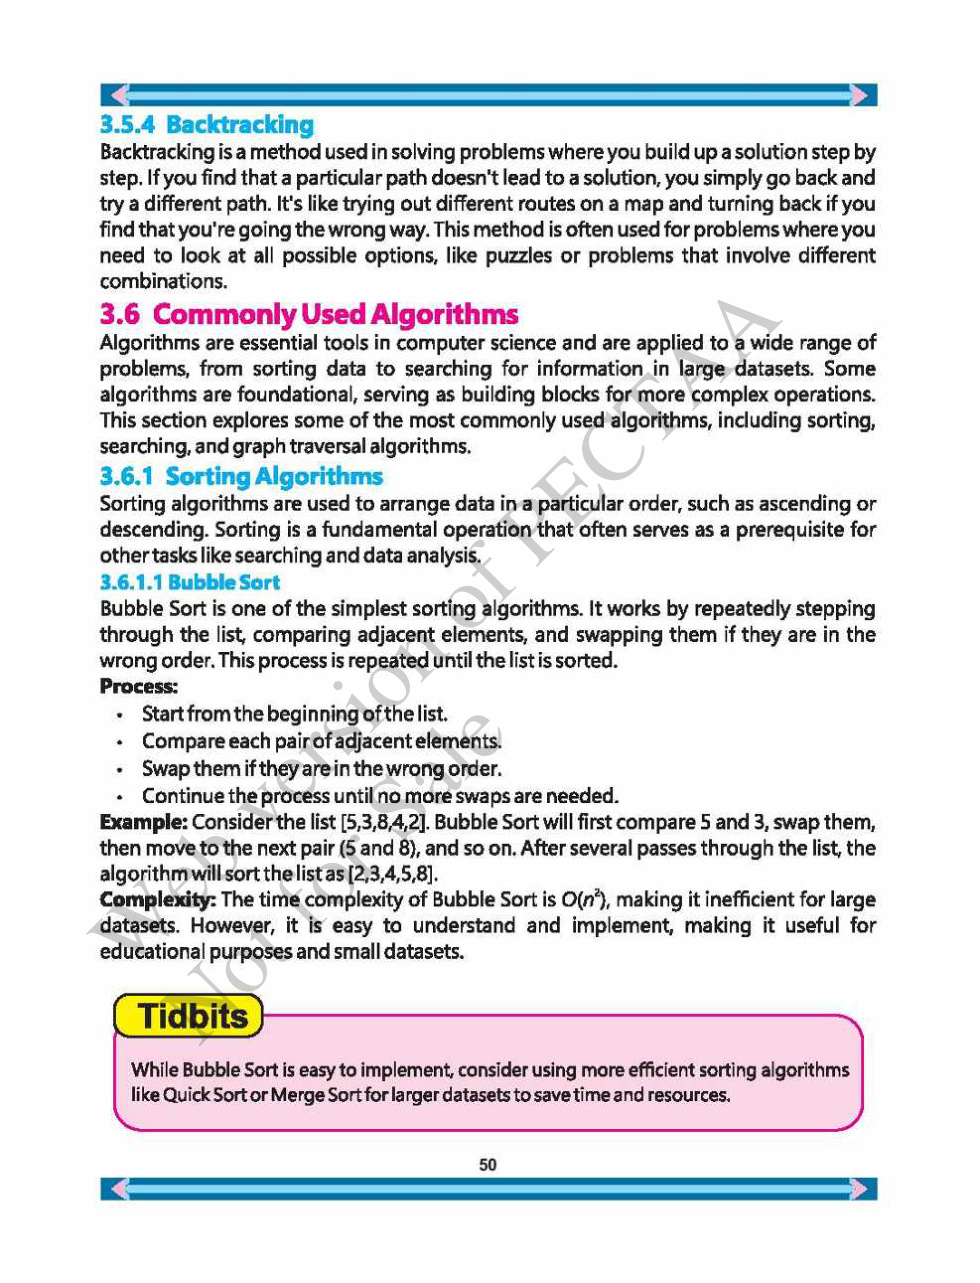 3.5.4 Backtracking
Backtracking is a method used in solving problems where you build up a solution step by
step. If you find that a particular path doesn't lead to a solution, you simply go back and
try a different path. It's like trying out different routes on a map and turning back if you
find that you're going the wrong way. This method is often used for problems where you
need to look at all possible options, like puzzles or problems that involve different
combinations.
3.6 Commonly Used Algorithms
Algorithms are essential tools in computer science and are applied to a wide range of
problems, from sorting data to searching for information in large datasets. Some
algorithms are foundational, serving as building blocks for more complex operations.
This section explores some of the most commonly used algorithms, including sorting,
searching, and graph traversal algorithms.
3.6.1 Sorting Algorithms
Sorting algorithms are used to arrange data in a particular order, such as ascending or
descending. Sorting is a fundamental operation that often serves as a prerequisite for
other tasks like searching and data analysis.
3.6.1.1 Bubble Sort
Bubble Sort is one of the simplest sorting algorithms. It works by repeatedly stepping
through the list, comparing adjacent elements, and swapping them if they are in the
wrong order. This process is repeated until the list is sorted.
Process:
• Start from the beginning of the list.
• Compare each pair of adjacent elements.
• Swap them if they are in the wrong order.
• Continue the process until no more swaps are needed.
Example: Consider the list [5,3,8,4,2]. Bubble Sort will first compare 5 and 3, swap them,
then move to the next pair (5 and 8), and so on. After several passes through the list, the
algorithm will sort the list as [2,3,4,5,8].
Complexity: The time complexity of Bubble Sort is O(n²), making it inefficient for large
datasets. However, it is easy to understand and implement, making it useful for
educational purposes and small datasets.
Tidbits
While Bubble Sort is easy to implement, consider using more efficient sorting algorithms
like Quick Sort or Merge Sort for larger datasets to save time and resources.
50
Web version of PECTAA
Not for Sale